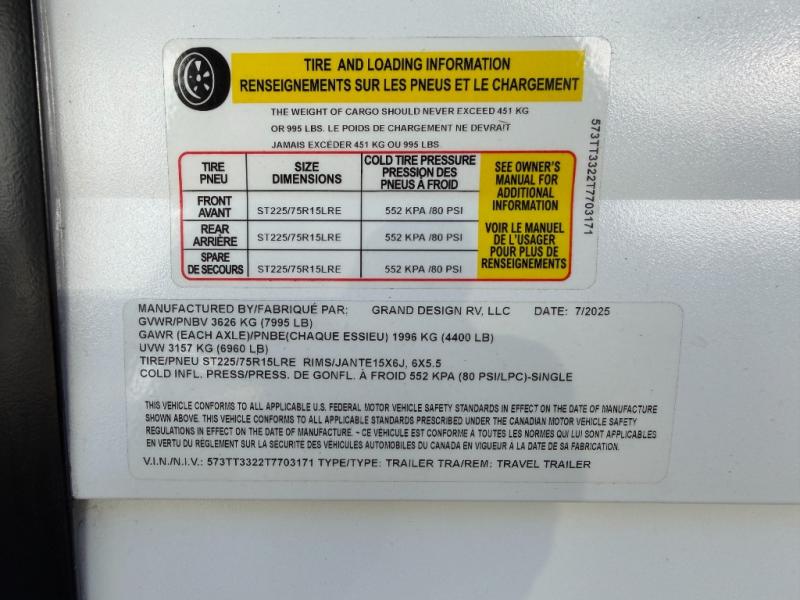 TIRE AND LOADING INFORMATION
RENSEIGNEMENTS SUR LES PNEUS ET LE CHARGEMENT
THE WEIGHT OF CARGO SHOULD NEVER EXCEED 451 KG
OR 995 LBS. LE POIDS DE CHARGEMENT NE DEVRAIT
JAMAIS EXCÉDER 451 KG OU 995 LBS
TIRE
PNEU
SIZE
DIMENSIONS
COLD TIRE PRESSURE
PRESSION DES
PNEUS À FROID
FRONT
AVANT
ST225/75R15LRE
552 KPA /80 PSI
REAR
ARRIÈRE
ST225/75R15LRE
552 KPA /80 PSI
SPARE
DE SECOURS
ST225/75R15LRE
552 KPA /80 PSI
SEE OWNER'S
MANUAL FOR
ADDITIONAL
INFORMATION
VOIR LE MANUEL
DE L'USAGER
POUR PLUS DE
RENSEIGNEMENTS
573TT3322T7703171
MANUFACTURED BY/FABRIQUÉ PAR: GRAND DESIGN RV, LLC DATE: 7/2025
GVWR/PNBV 3626 KG (7995 LB)
GAWR (EACH AXLE)/PNBE(CHAQUE ESSIEU) 1996 KG (4400 LB)
UVW 3157 KG (6960 LB)
TIRE/PNEU ST225/75R15LRE RIMS/JANTE15X6J, 6X5.5
COLD INFL. PRESS/PRESS. DE GONFL. À FROID 552 KPA (80 PSI/LPC)-SINGLE
THIS VEHICLE CONFORMS TO ALL APPLICABLE U.S. FEDERAL MOTOR VEHICLE SAFETY STANDARDS IN EFFECT ON THE DATE OF MANUFACTURE
SHOWN ABOVE. THIS VEHICLE CONFORMS TO ALL APPLICABLE STANDARDS PRESCRIBED UNDER THE CANADIAN MOTOR VEHICLE SAFETY
REGULATIONS IN EFFECT ON THE DATE OF MANUFACTURE. - CE VÉHICULE EST CONFORME A TOUTES LES NORMES QUI LUI SONT APPLICABLES
EN VERTU DU REGLEMENT SUR LA SECURITE DES VÉHICULES AUTOMOBILES DU CANADA EN VIGUEUR A LA DATE DE SA FABRICATION.
V.I.N./N.I.V.: 573TT3322T7703171 TYPE/TYPE: TRAILER TRA/REM: TRAVEL TRAILER